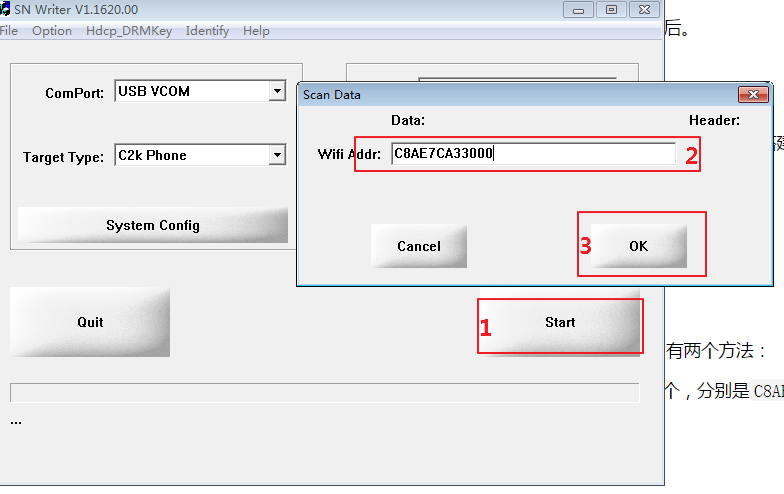 SN Writer V1.1620.00
File Option Hdcp_DRMKey Identify Help
后。
ComPort: USB VCOM
Target Type: C2k Phone
System Config
Scan Data
Data: Header:
Wifi Addr: C8AE7CA33000 2
Cancel 3 OK
Quit 1 Start
有两个方法：
个，分别是 C8A
...